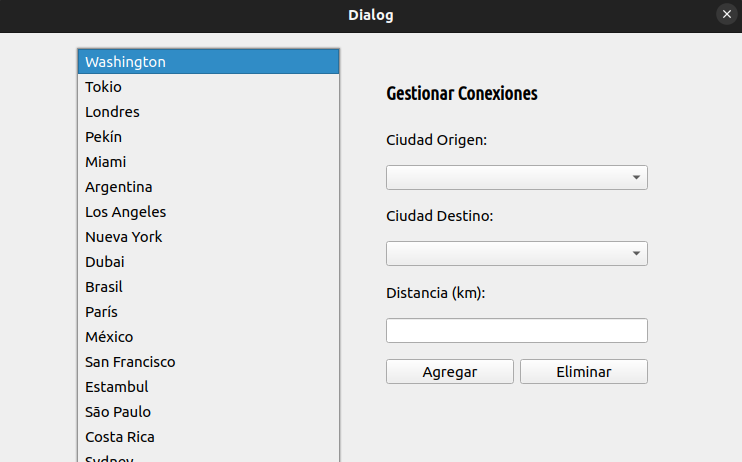 Dialog
Washington
Tokio
Londres
Pekín
Miami
Argentina
Los Angeles
Nueva York
Dubai
Brasil
París
México
San Francisco
Estambul
São Paulo
Costa Rica
Sydney
Gestionar Conexiones
Ciudad Origen:
Ciudad Destino:
Distancia (km):
Agregar
Eliminar